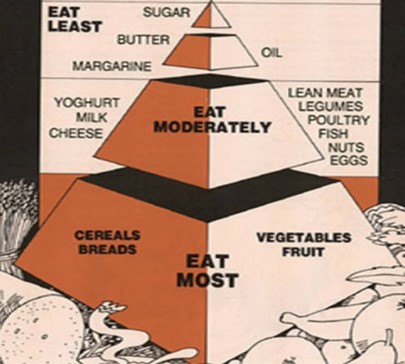 EAT
LEAST
SUGAR
BUTTER
OIL
MARGARINE
YOGHURT
MILK
CHEESE
EAT
MODERATELY
LEAN MEAT
LEGUMES
POULTRY
FISH
NUTS
EGGS
CEREALS
BREADS
EAT
MOST
VEGETABLES
FRUIT